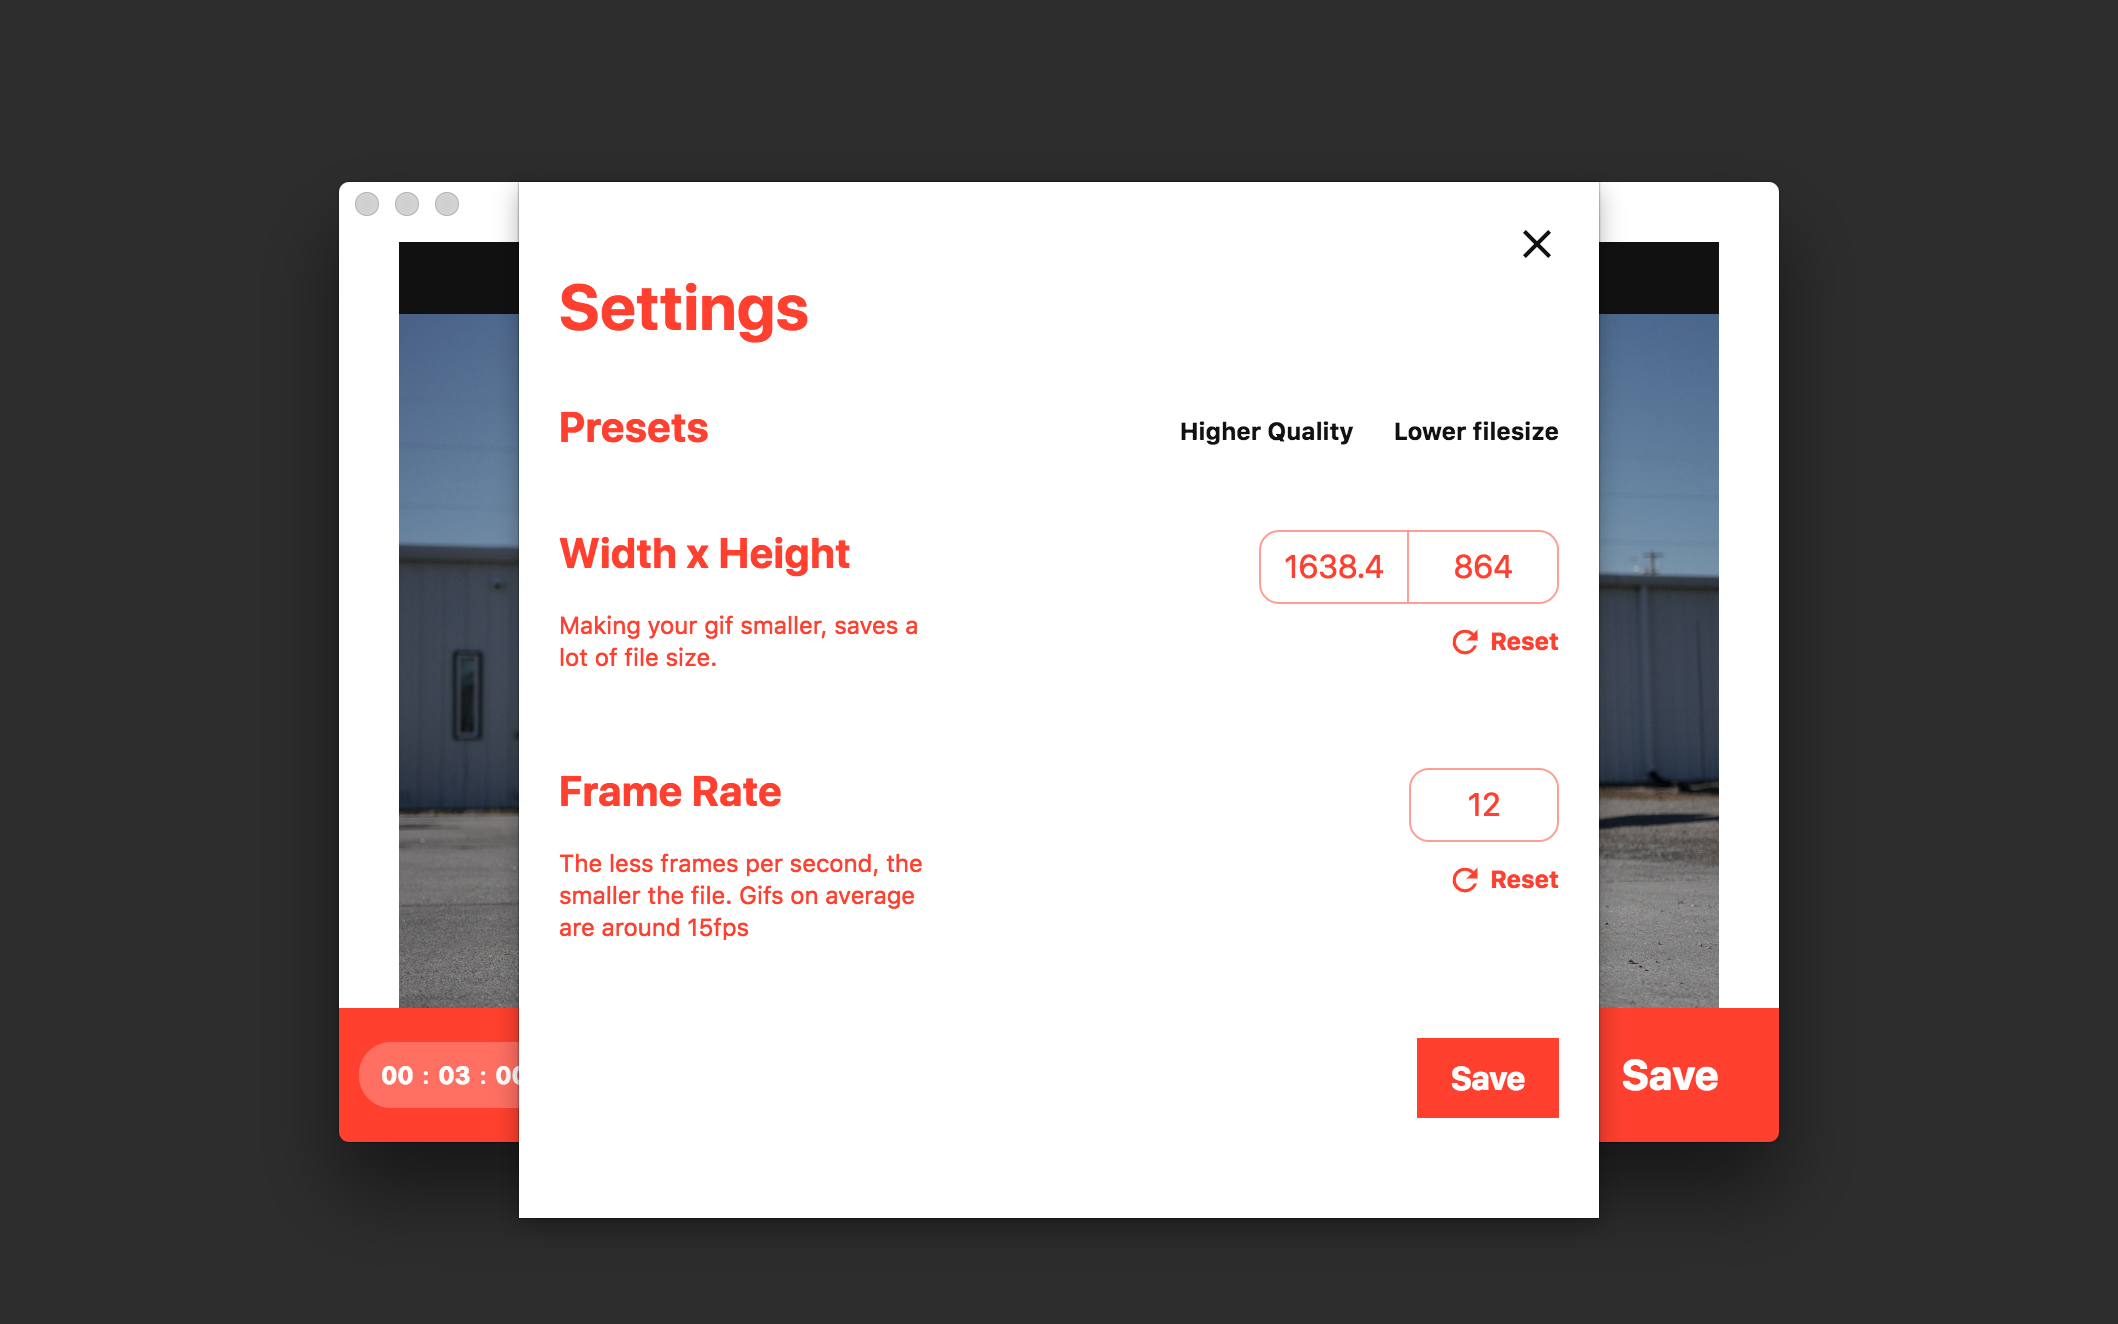 Settings
Presets
Higher Quality
Lower filesize
Width x Height
1638.4
864
Making your gif smaller, saves a
lot of file size.
Reset
Frame Rate
12
The less frames per second, the
smaller the file. Gifs on average
are around 15fps
Reset
Save
00 : 03 : 00
Save